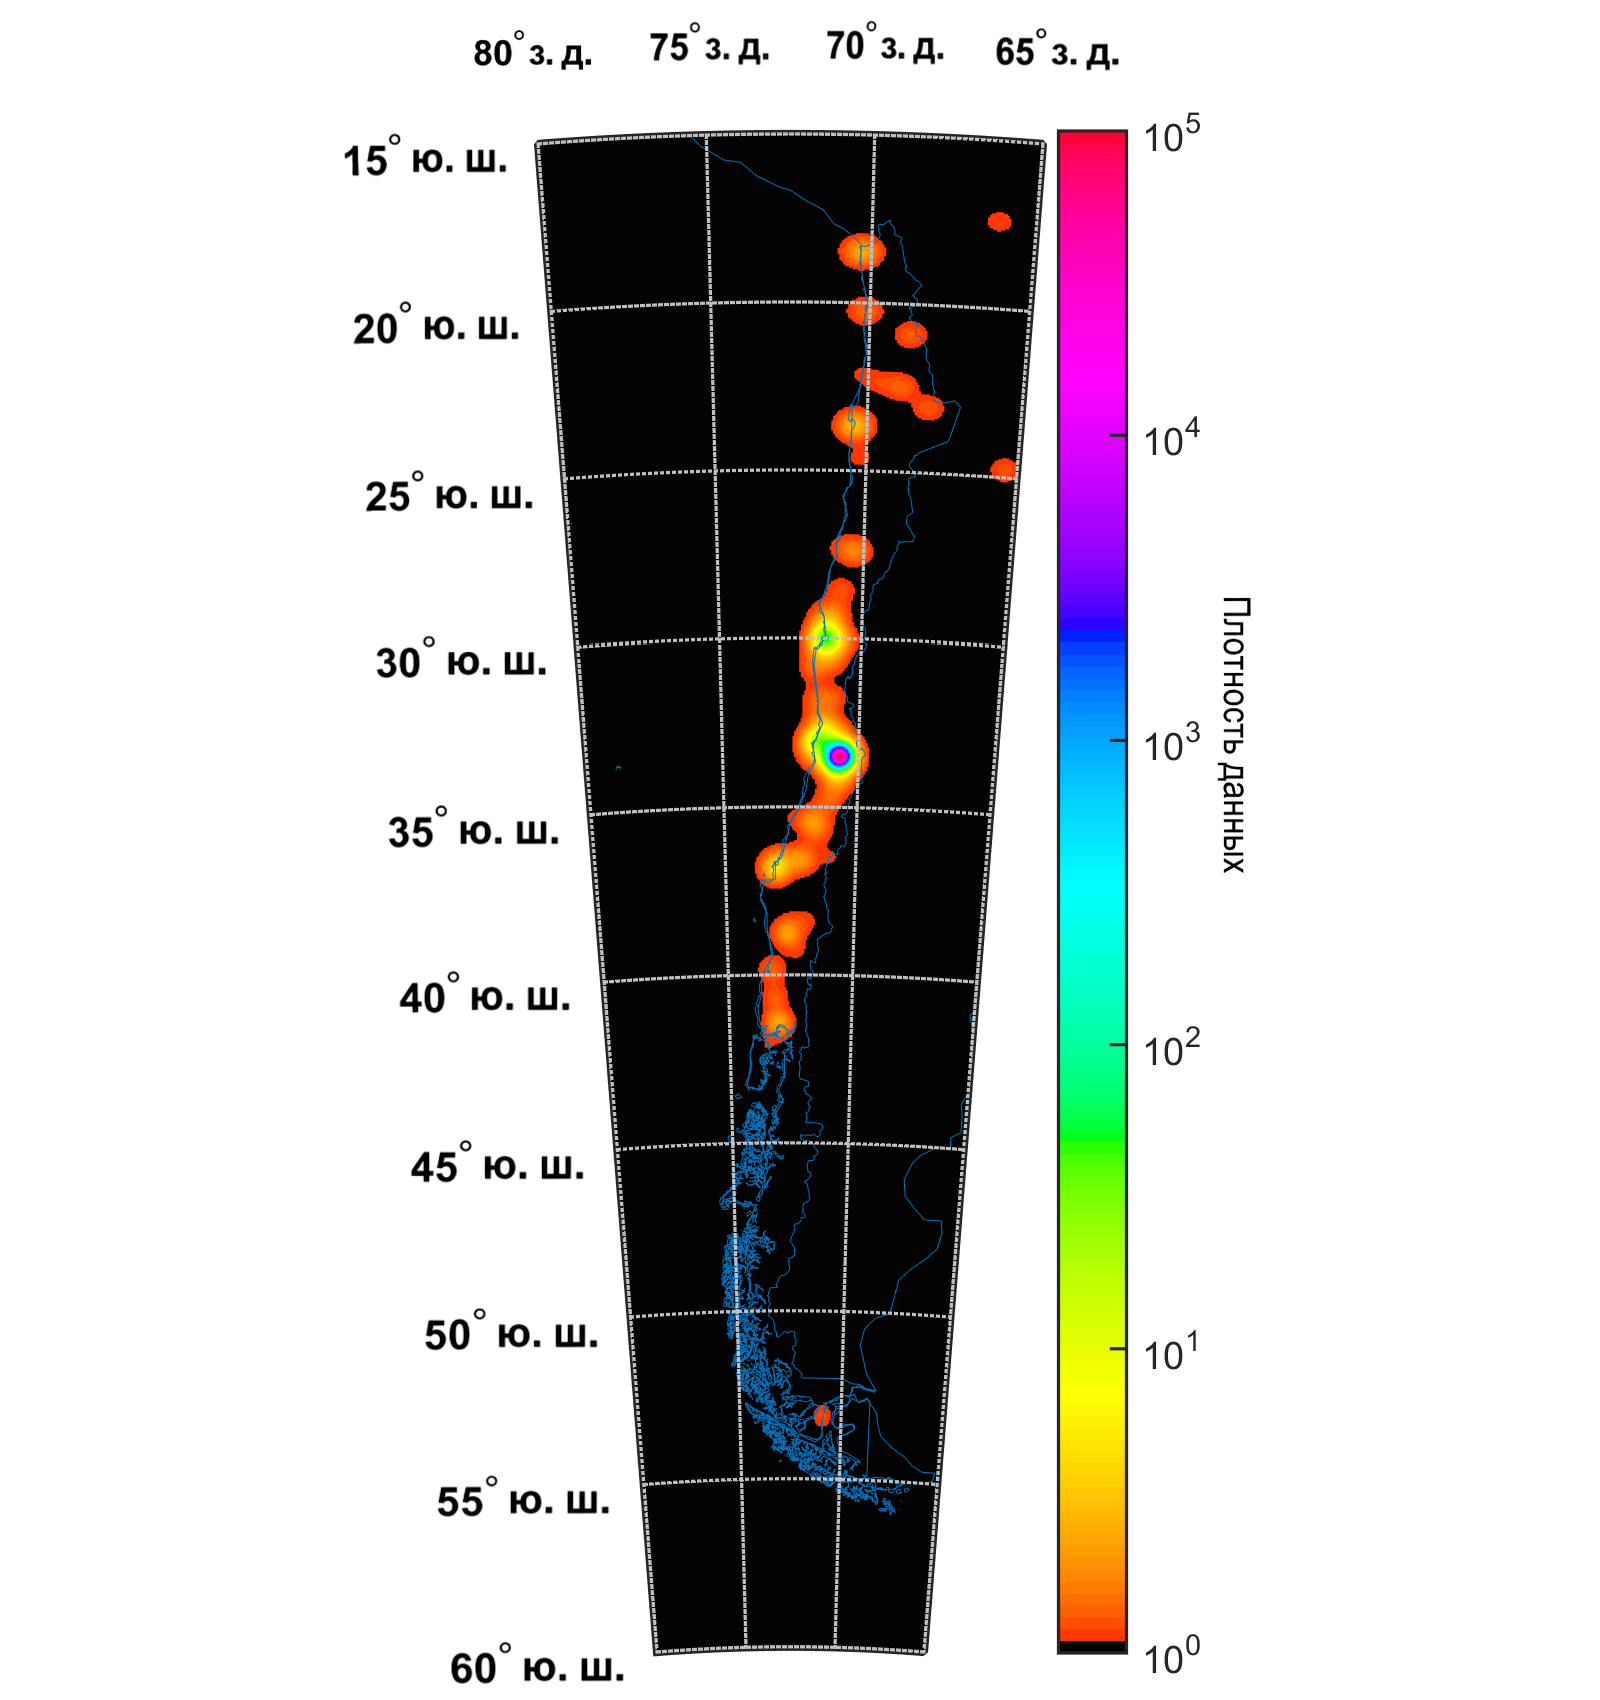 80° з. д. 75° з. д. 70° з. д. 65° з. д.
15° ю. ш.
20° ю. ш.
25° ю. ш.
30° ю. ш.
35° ю. ш.
40° ю. ш.
45° ю. ш.
50° ю. ш.
55° ю. ш.
60° ю. ш.
10⁵
10⁴
10³
10²
10¹
10⁰
Плотность данных